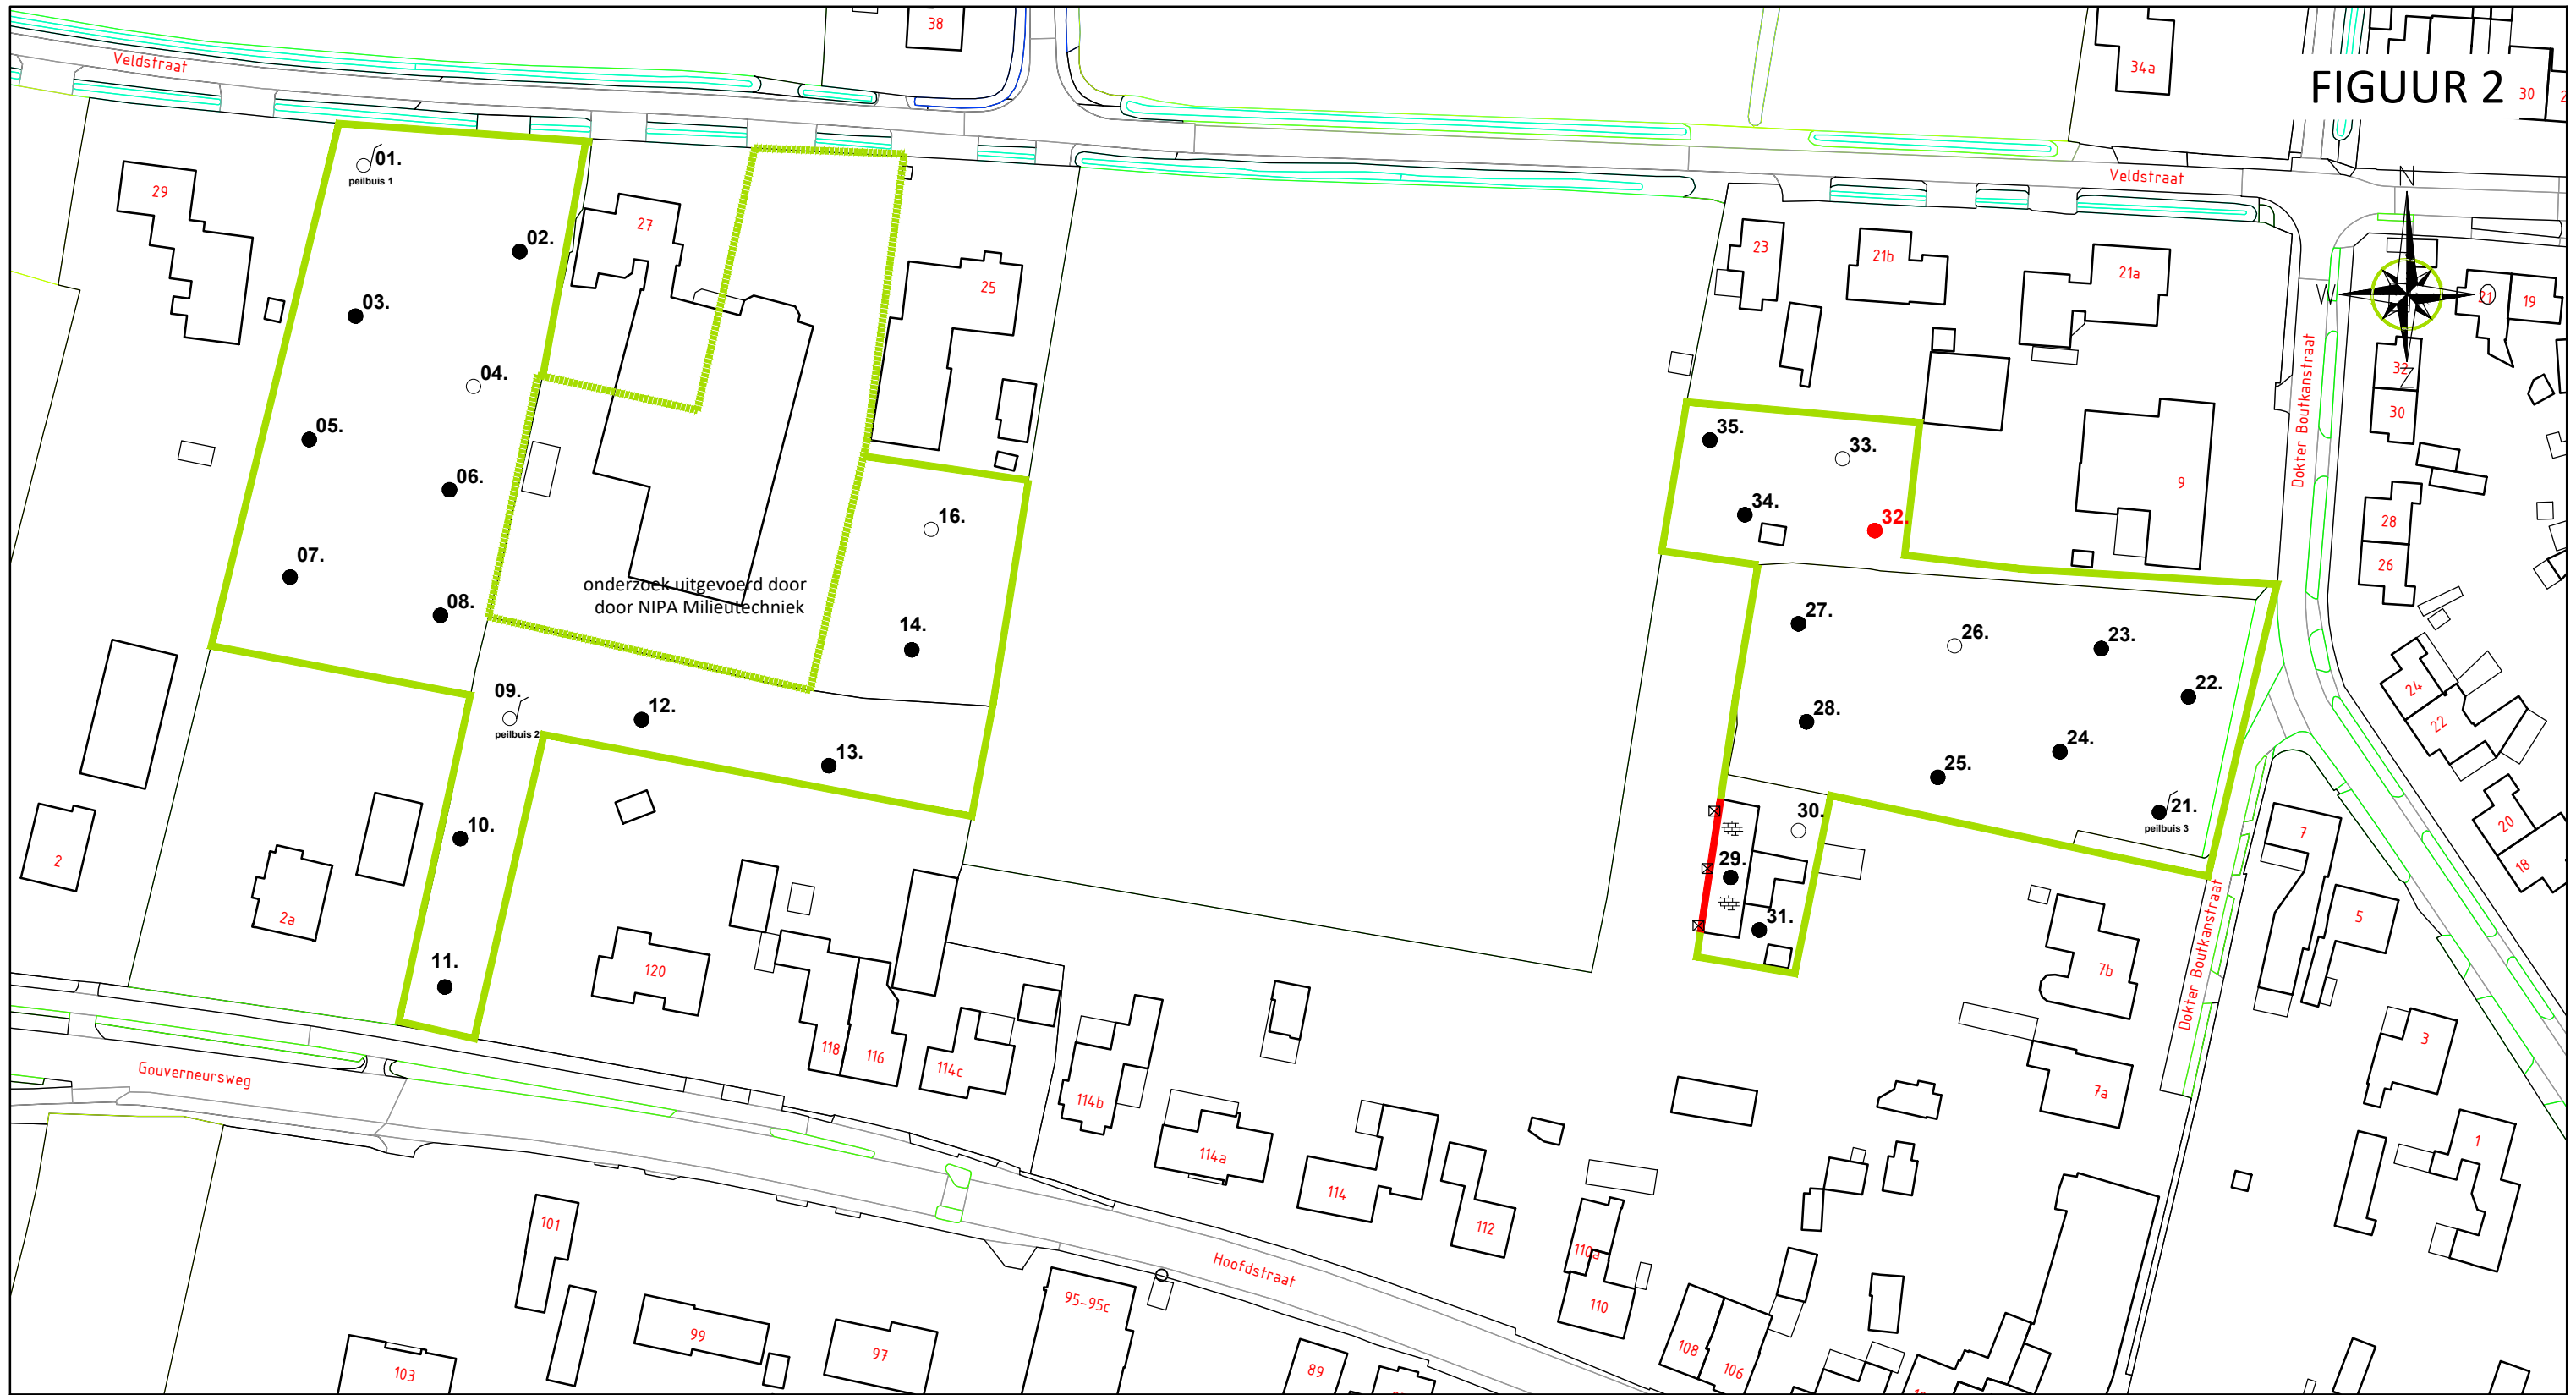 38
34a
FIGUUR 2
30
Veldstraat
01.
peilbuis 1
29
02.
27
25
03.
04.
05.
06.
07.
08.
onderzoek uitgevoerd door
door NIPA Milieutechniek
16.
14.
09.
peilbuis 2
12.
13.
10.
11.
2
2a
120
118
116
114c
114b
114a
114
112
110a
110
108
106
Veldstraat
23
21b
21a
9
N
W
O
Z
21
19
32
30
28
26
24
22
20
18
Dokter Boutkanstraat
35.
33.
34.
32.
27.
26.
23.
22.
28.
24.
25.
21.
peilbuis 3
30.
29.
31.
7
5
3
1
7b
7a
Dokter Boutkanstraat
Gouverneursweg
Hoofdstraat
101
103
99
97
95-95c
89